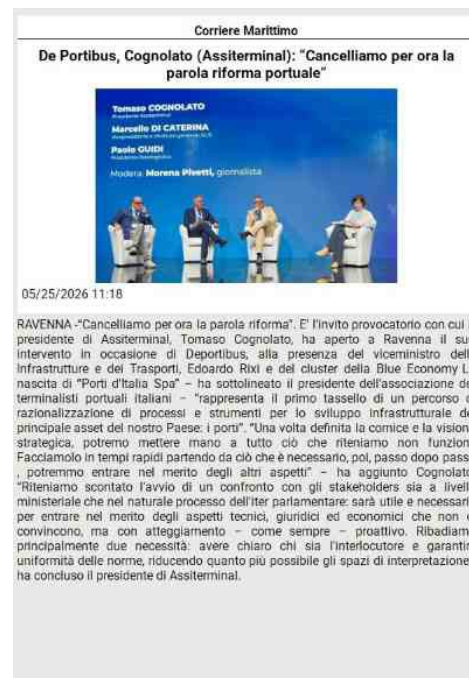 Corriere Marittimo
De Portibus, Cognolato (Assiterminal): “Cancelliamo per ora la
parola riforma portuale”
Tomaso COGNOLATO
Presidente Assiterminal
Marcello DI CATERINA
Paolo GUIDI
Modera: Morena Pivetti, giornalista
05/25/2026 11:18
RAVENNA -“Cancelliamo per ora la parola riforma”. E’ l’invito provocatorio con cui
presidente di Assiterminal, Tomaso Cognolato, ha aperto a Ravenna il su
intervento in occasione di Deportibus, alla presenza del viceministro dell
Infrastrutture e dei Trasporti, Edoardo Rixi e del cluster della Blue Economy L
nascita di “Porti d’Italia Spa” – ha sottolineato il presidente dell’associazione de
terminalisti portuali italiani – “rappresenta il primo tassello di un percorso d
razionalizzazione di processi e strumenti per lo sviluppo infrastrutturale de
principale asset del nostro Paese: i porti”. “Una volta definita la cornice e la vision
strategica, potremo mettere mano a tutto ciò che riteniamo non funzion
Facciamolo in tempi rapidi partendo da ciò che è necessario, poi, passo dopo pass
, potremmo entrare nel merito degli altri aspetti” – ha aggiunto Cognolato
“Riteniamo scontato l’avvio di un confronto con gli stakeholders sia a livell
ministeriale che nel naturale processo dell’iter parlamentare: sarà utile e necessari
per entrare nel merito degli aspetti tecnici, giuridici ed economici che non c
convincono, ma con atteggiamento – come sempre – proattivo. Ribadiam
principalmente due necessità: avere chiaro chi sia l’interlocutore e garantir
uniformità delle norme, riducendo quanto più possibile gli spazi di interpretazione
ha concluso il presidente di Assiterminal.